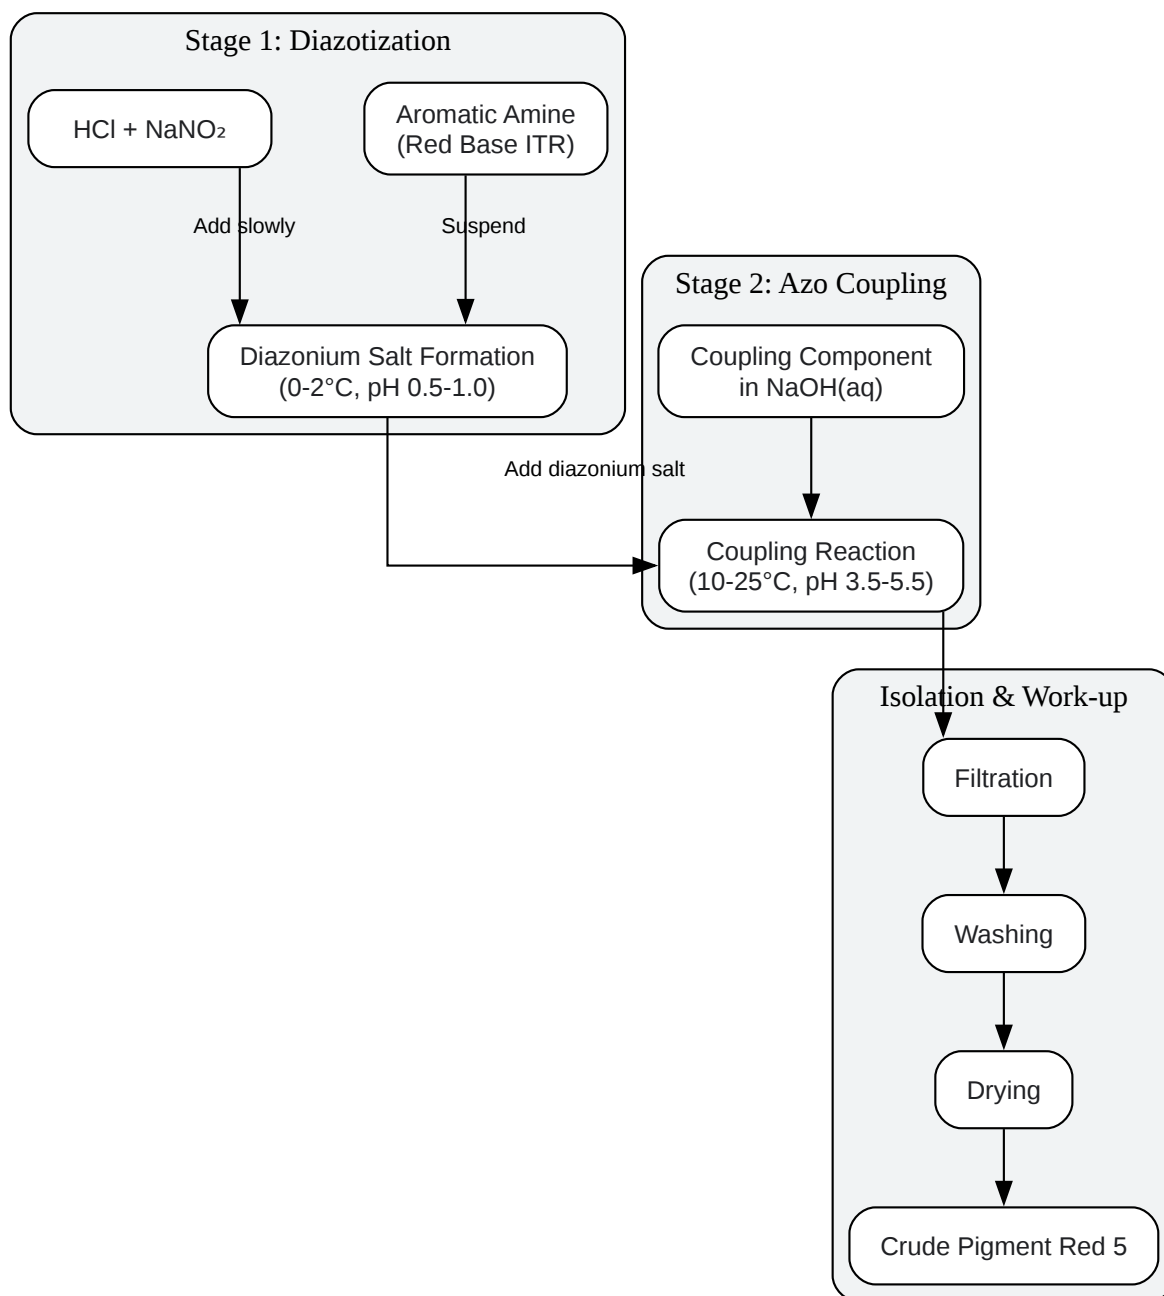 Stage 1: Diazotization
HCl + NaNO₂
Aromatic Amine
(Red Base ITR)
Add slowly
Suspend
Diazonium Salt Formation
(0-2°C, pH 0.5-1.0)
Stage 2: Azo Coupling
Coupling Component
in NaOH(aq)
Add diazonium salt
Coupling Reaction
(10-25°C, pH 3.5-5.5)
Isolation & Work-up
Filtration
Washing
Drying
Crude Pigment Red 5